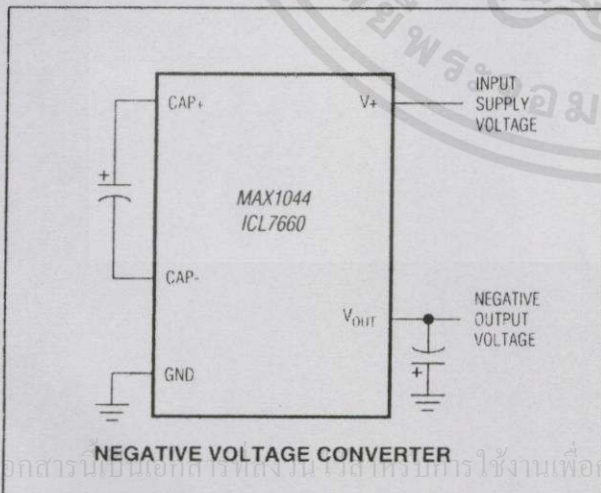 CAP+
V+
INPUT
SUPPLY
VOLTAGE
+
MAX1044
ICL7660
CAP-
VOUT
NEGATIVE
OUTPUT
VOLTAGE
+
GND
NEGATIVE VOLTAGE CONVERTER